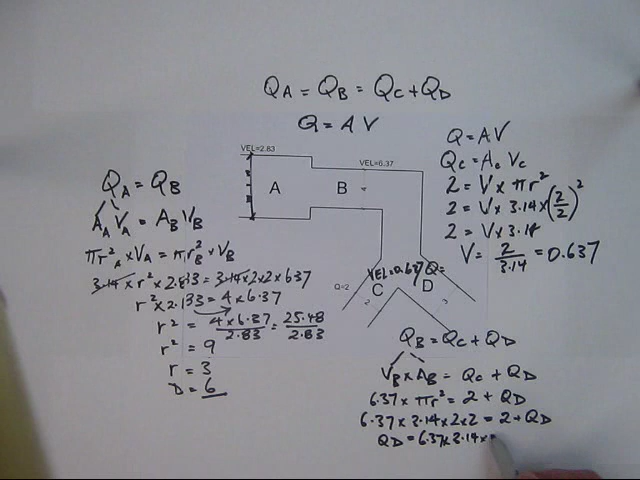 QA = QB = QC + QD
Q = A V
VEL=2.83
VEL=6.37
A
B
4
VEL=0.637
Q=
C
D
Q=2
2
3
QA = QB
AA VA = AB VB
πr²A × VA = πr²B × VB
3.14 × r² × 2.83 = 3.14 × 2 × 2 × 6.37
r² × 2.83 = 4 × 6.37
r² = 4 × 6.37 / 2.83 = 25.48 / 2.83
r² = 9
r = 3
D = 6
Q = A V
QC = AC VC
2 = V × πr²
2 = V × 3.14 × (2/2)²
2 = V × 3.14
V = 2 / 3.14 = 0.637
QB = QC + QD
VB × AB = QC + QD
6.37 × πr² = 2 + QD
6.37 × 3.14 × 2 × 2 = 2 + QD
QD = 6.37 × 3.14 ×